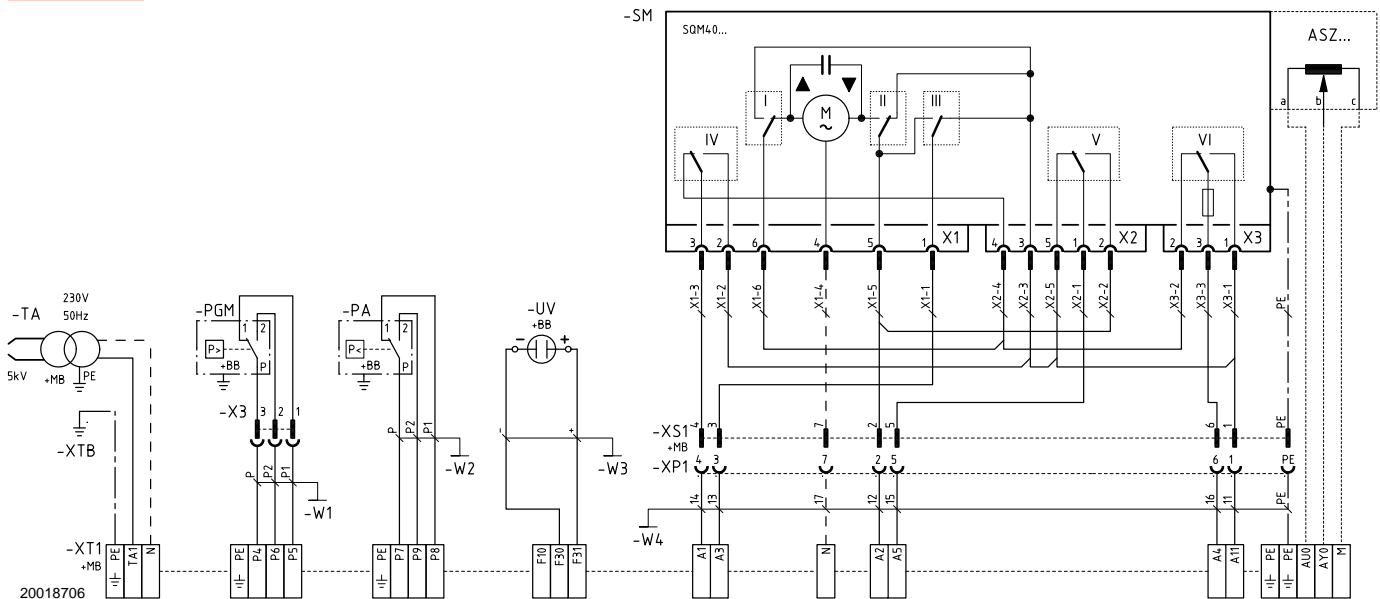 -SM
SQM40...
ASZ...
a b c
I M II III
~
IV V VI
3 2 6 4 5 1 X1 4 3 5 1 2 X2 2 3 1 X3
X1-3 X1-2 X1-6 X1-4 X1-5 X1-1 X2-4 X2-3 X2-5 X2-1 X2-2 X3-2 X3-3 X3-1 PE
-TA
230V
50Hz
5kV
+MB
PE
-XTB
-PGM
1 2
P>
+BB
P
-X3 3 2 1
P P2 P1
-W1
-PA
1 2
P<
+BB
P
P P2 P1
-W2
-UV
+BB
- +
- +
-W3
-XS1
+MB
4 3 7 2 5 6 1 PE
-XP1
4 3 7 2 5 6 1 PE
14 13 17 12 15 16 11 PE
-W4
-XT1
+MB
PE TA1 N
PE P4 P6 P5
PE P7 P9 P8
F10 F30 F31
A1 A3
N
A2 A5
A4 A11
PE PE AU0 AY0 M
20018706